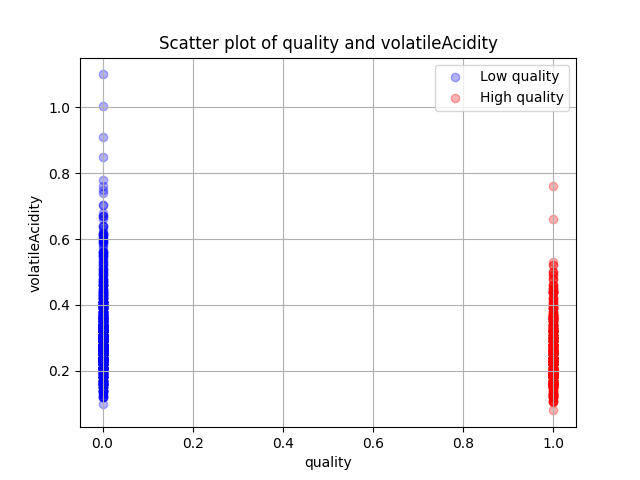 Scatter plot of quality and volatileAcidity
Low quality
High quality
1.0
0.8
0.6
0.4
0.2
volatileAcidity
0.0 0.2 0.4 0.6 0.8 1.0
quality